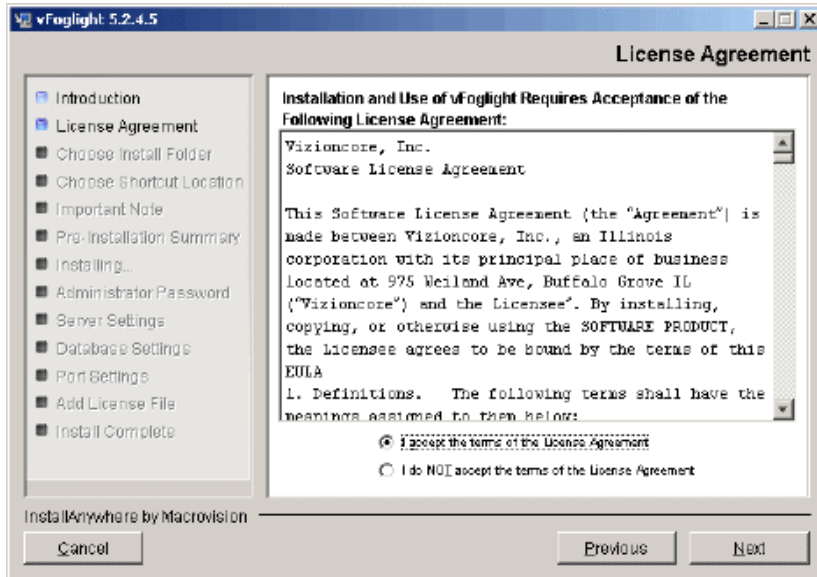 vFoglight 5.2.4.5
License Agreement
Introduction
License Agreement
Choose Install Folder
Choose Shortcut Location
Important Note
Pre-Installation Summary
Installing...
Administrator Password
Server Settings
Database Settings
Port Settings
Add License File
Install Complete
Installation and Use of vFoglight Requires Acceptance of the
Following License Agreement:
Vizioncore, Inc.
Software License Agreement
This Software License Agreement (the "Agreement"| is
made between Vizioncore, Inc., an Illinois
corporation with its principal place of business
located at 975 Weiland Ave, Buffalo Grove IL
("Vizioncore") and the Licensee". By installing,
copying, or otherwise using the SOFTWARE PRODUCT,
the Licensee agrees to be bound by the terms of this
EULA
1. Definitions. The following terms shall have the
meanings assigned to them below:
I accept the terms of the License Agreement
I do NOT accept the terms of the License Agreement
InstallAnywhere by Macrovision
Cancel
Previous
Next